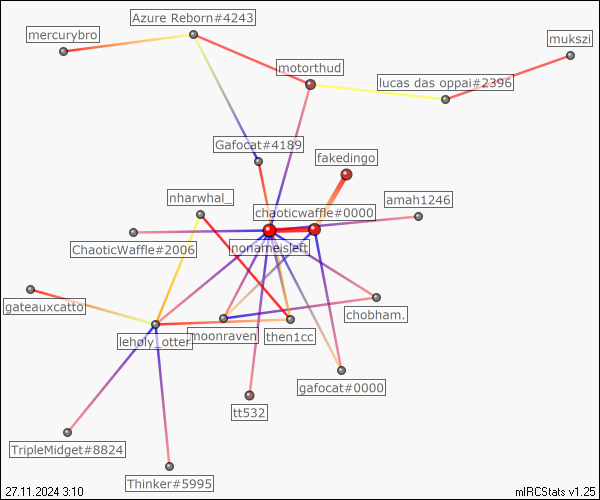 Azure Reborn#4243
mercurybro
mukszi
motorthud
lucas das oppai#2396
Gafocat#4189
fakedingo
nharwhal_
amah1246
chaoticwaffle#0000
ChaoticWaffle#2006
nonameisleft
gateauxcatto
chobham.
leholy_otter
moonraven
then1cc
gafocat#0000
tt532
TripleMidget#8824
Thinker#5995
27.11.2024 3:10
mIRCStats v1.25